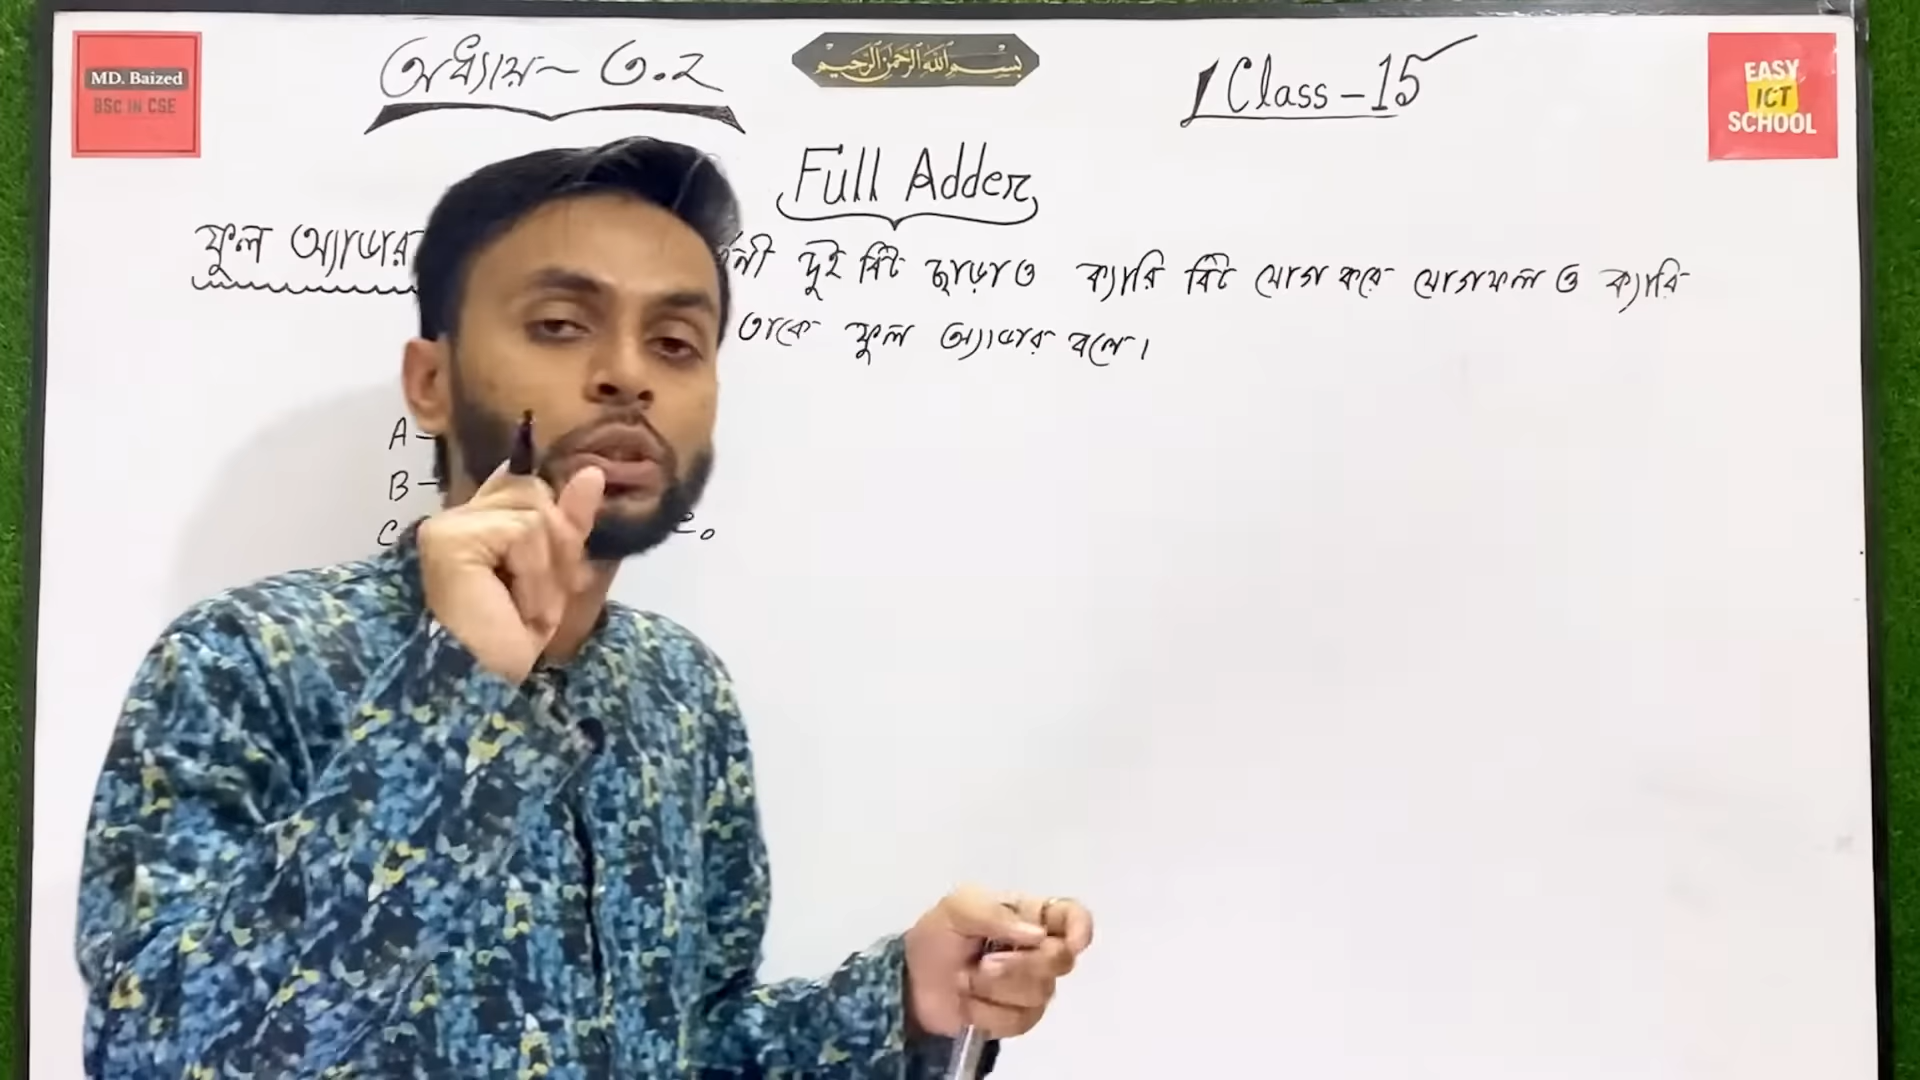 MD. Baized
BSc IN CSE
অধ্যায়~ ৩.২
بسم الله الرحمن الرحيم
Class - 15
EASY
ICT
SCHOOL
Full Adder
ফুল অ্যাডার
দুই বিট ছাড়াও ক্যারি বিট যোগ করে যোগফল ও ক্যারি
তাকে ফুল অ্যাডার বলে।
A
B
C